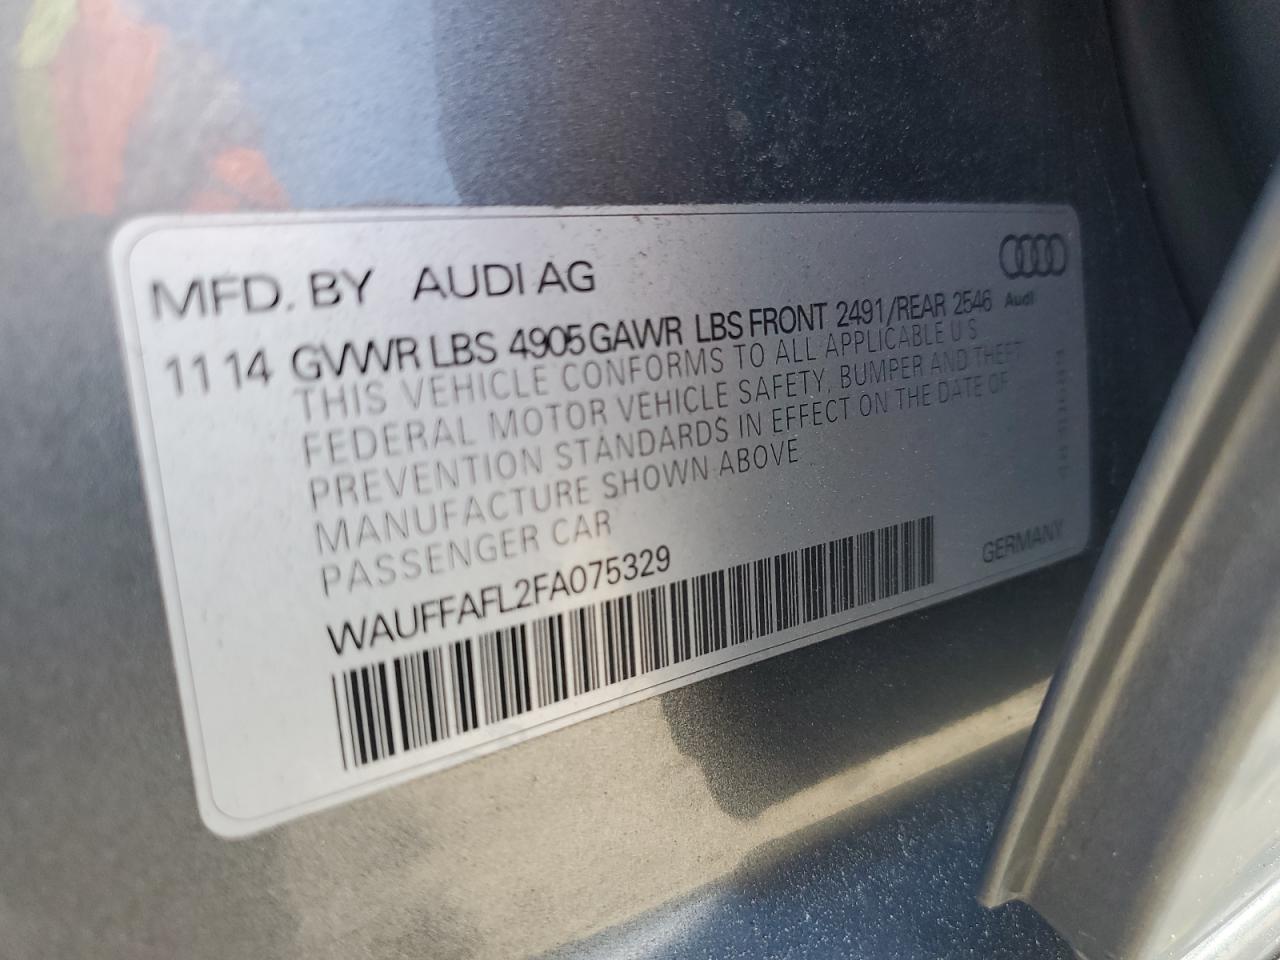 MFD. BY AUDI AG
Audi
11 14 GVWR LBS 4905 GAWR LBS FRONT 2491/REAR 2546
THIS VEHICLE CONFORMS TO ALL APPLICABLE U S
FEDERAL MOTOR VEHICLE SAFETY, BUMPER AND THEFT
PREVENTION STANDARDS IN EFFECT ON THE DATE OF
MANUFACTURE SHOWN ABOVE
PASSENGER CAR
WAUFFAFL2FA075329
GERMANY